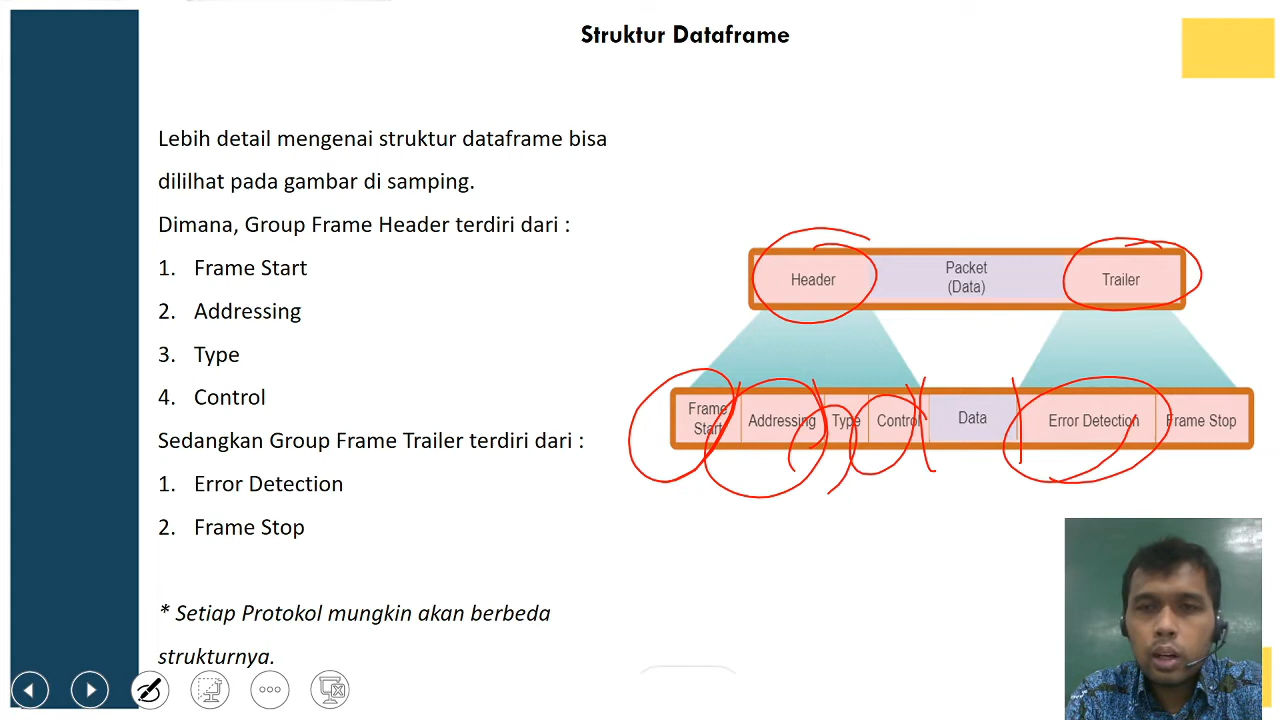 Struktur Dataframe
Lebih detail mengenai struktur dataframe bisa
dililhat pada gambar di samping.
Dimana, Group Frame Header terdiri dari :
1. Frame Start
2. Addressing
3. Type
4. Control
Sedangkan Group Frame Trailer terdiri dari :
1. Error Detection
2. Frame Stop
* Setiap Protokol mungkin akan berbeda
strukturnya.
Header
Packet
(Data)
Trailer
Frame
Start
Addressing
Type
Control
Data
Error Detection
Frame Stop